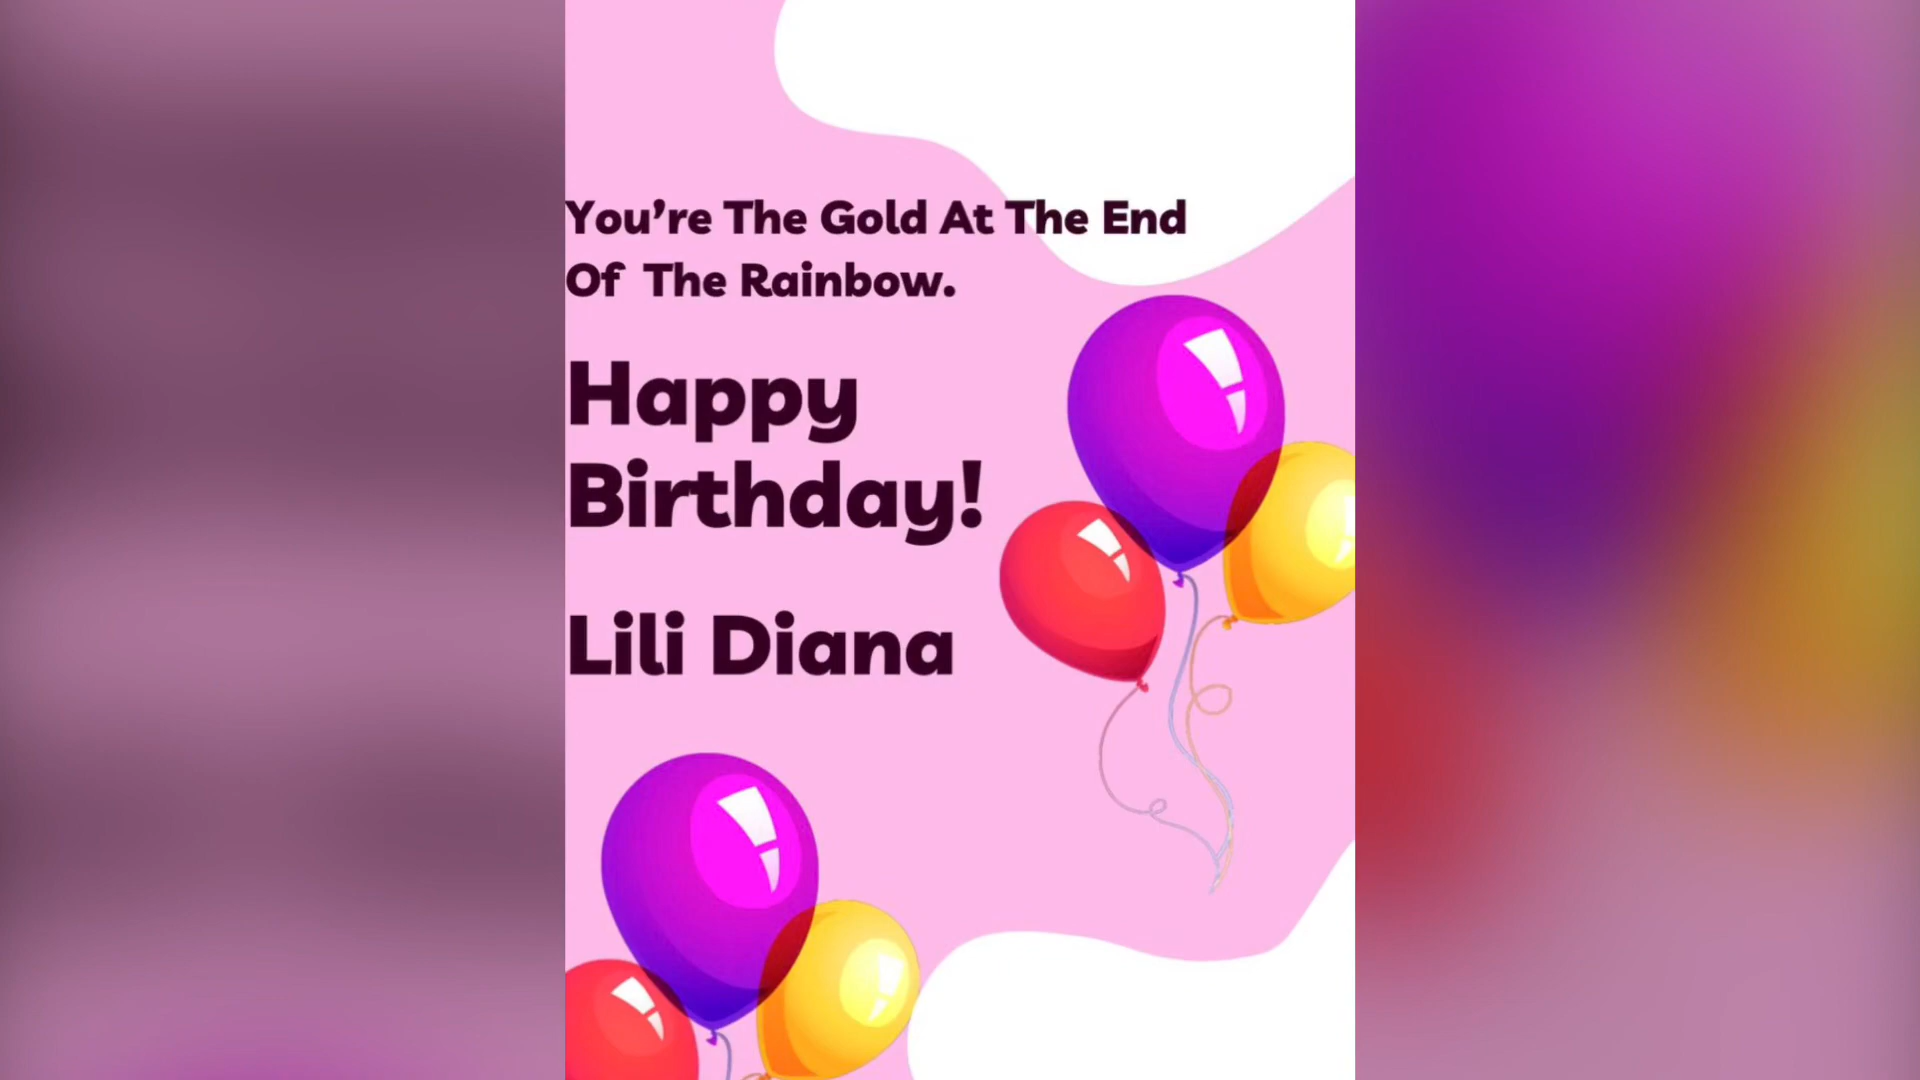 You’re The Gold At The End
Of The Rainbow.
Happy
Birthday!
Lili Diana